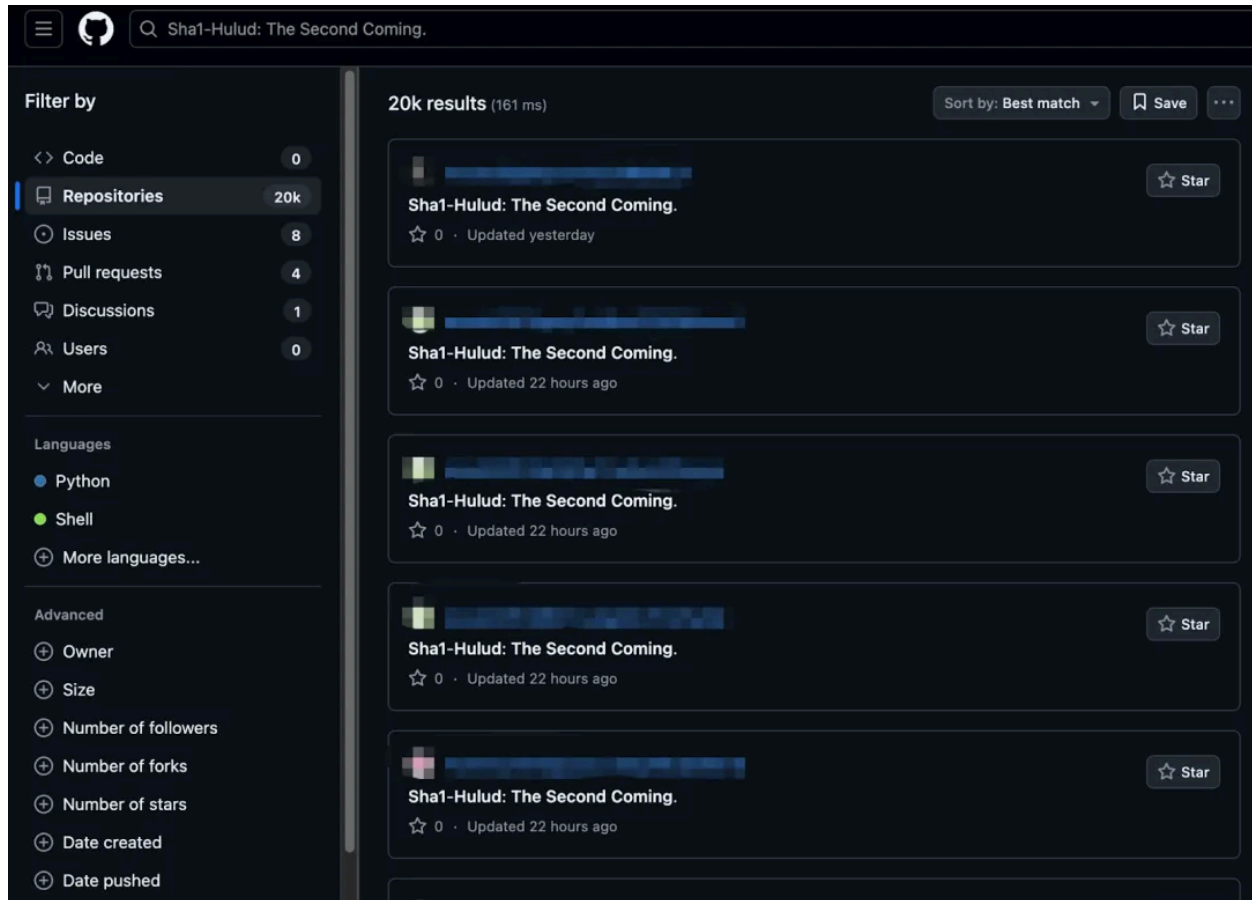 Sha1-Hulud: The Second Coming.
Filter by
Code 0
Repositories 20k
Issues 8
Pull requests 4
Discussions 1
Users 0
More
Languages
Python
Shell
More languages...
Advanced
Owner
Size
Number of followers
Number of forks
Number of stars
Date created
Date pushed
20k results (161 ms)
Sort by: Best match
Save
Sha1-Hulud: The Second Coming.
0 · Updated yesterday
Star
Sha1-Hulud: The Second Coming.
0 · Updated 22 hours ago
Star
Sha1-Hulud: The Second Coming.
0 · Updated 22 hours ago
Star
Sha1-Hulud: The Second Coming.
0 · Updated 22 hours ago
Star
Sha1-Hulud: The Second Coming.
0 · Updated 22 hours ago
Star